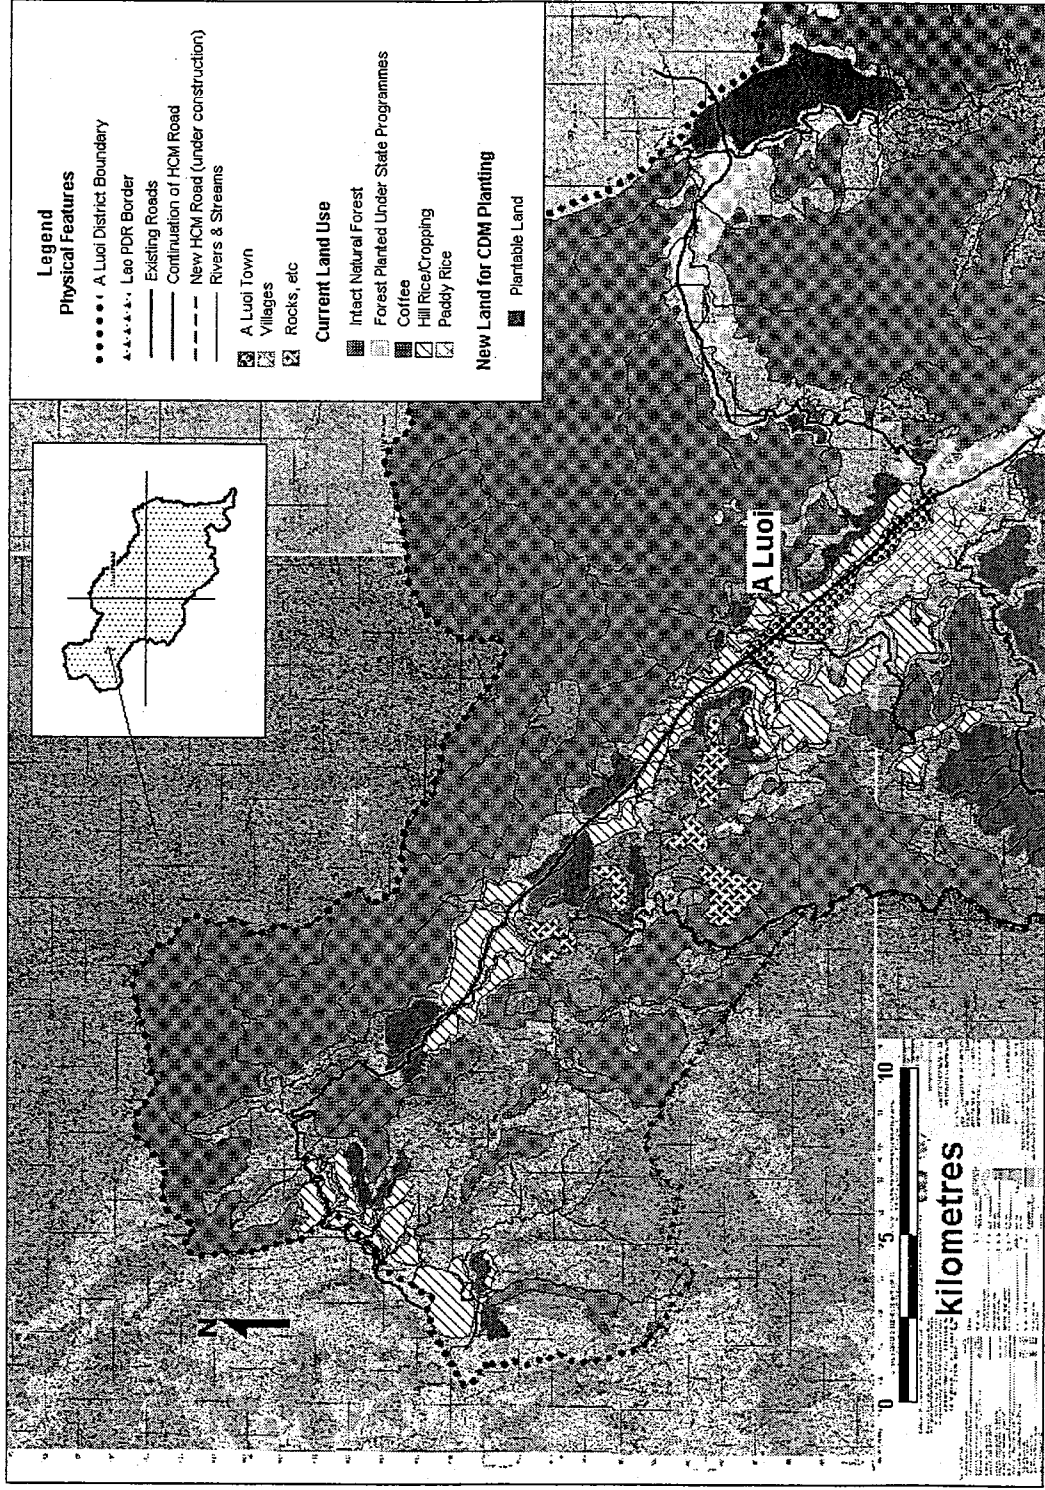 Legend
Physical Features
A Luoi District Boundary
Lao PDR Border
Existing Roads
Continuation of HCM Road
New HCM Road (under construction)
Rivers & Streams
A Luoi Town
Villages
Rocks, etc
Current Land Use
Intact Natural Forest
Forest Planted Under State Programmes
Coffee
Hill Rice/Cropping
Paddy Rice
New Land for CDM Planting
Plantable Land
A Luoi
N
0 5 10
kilometres